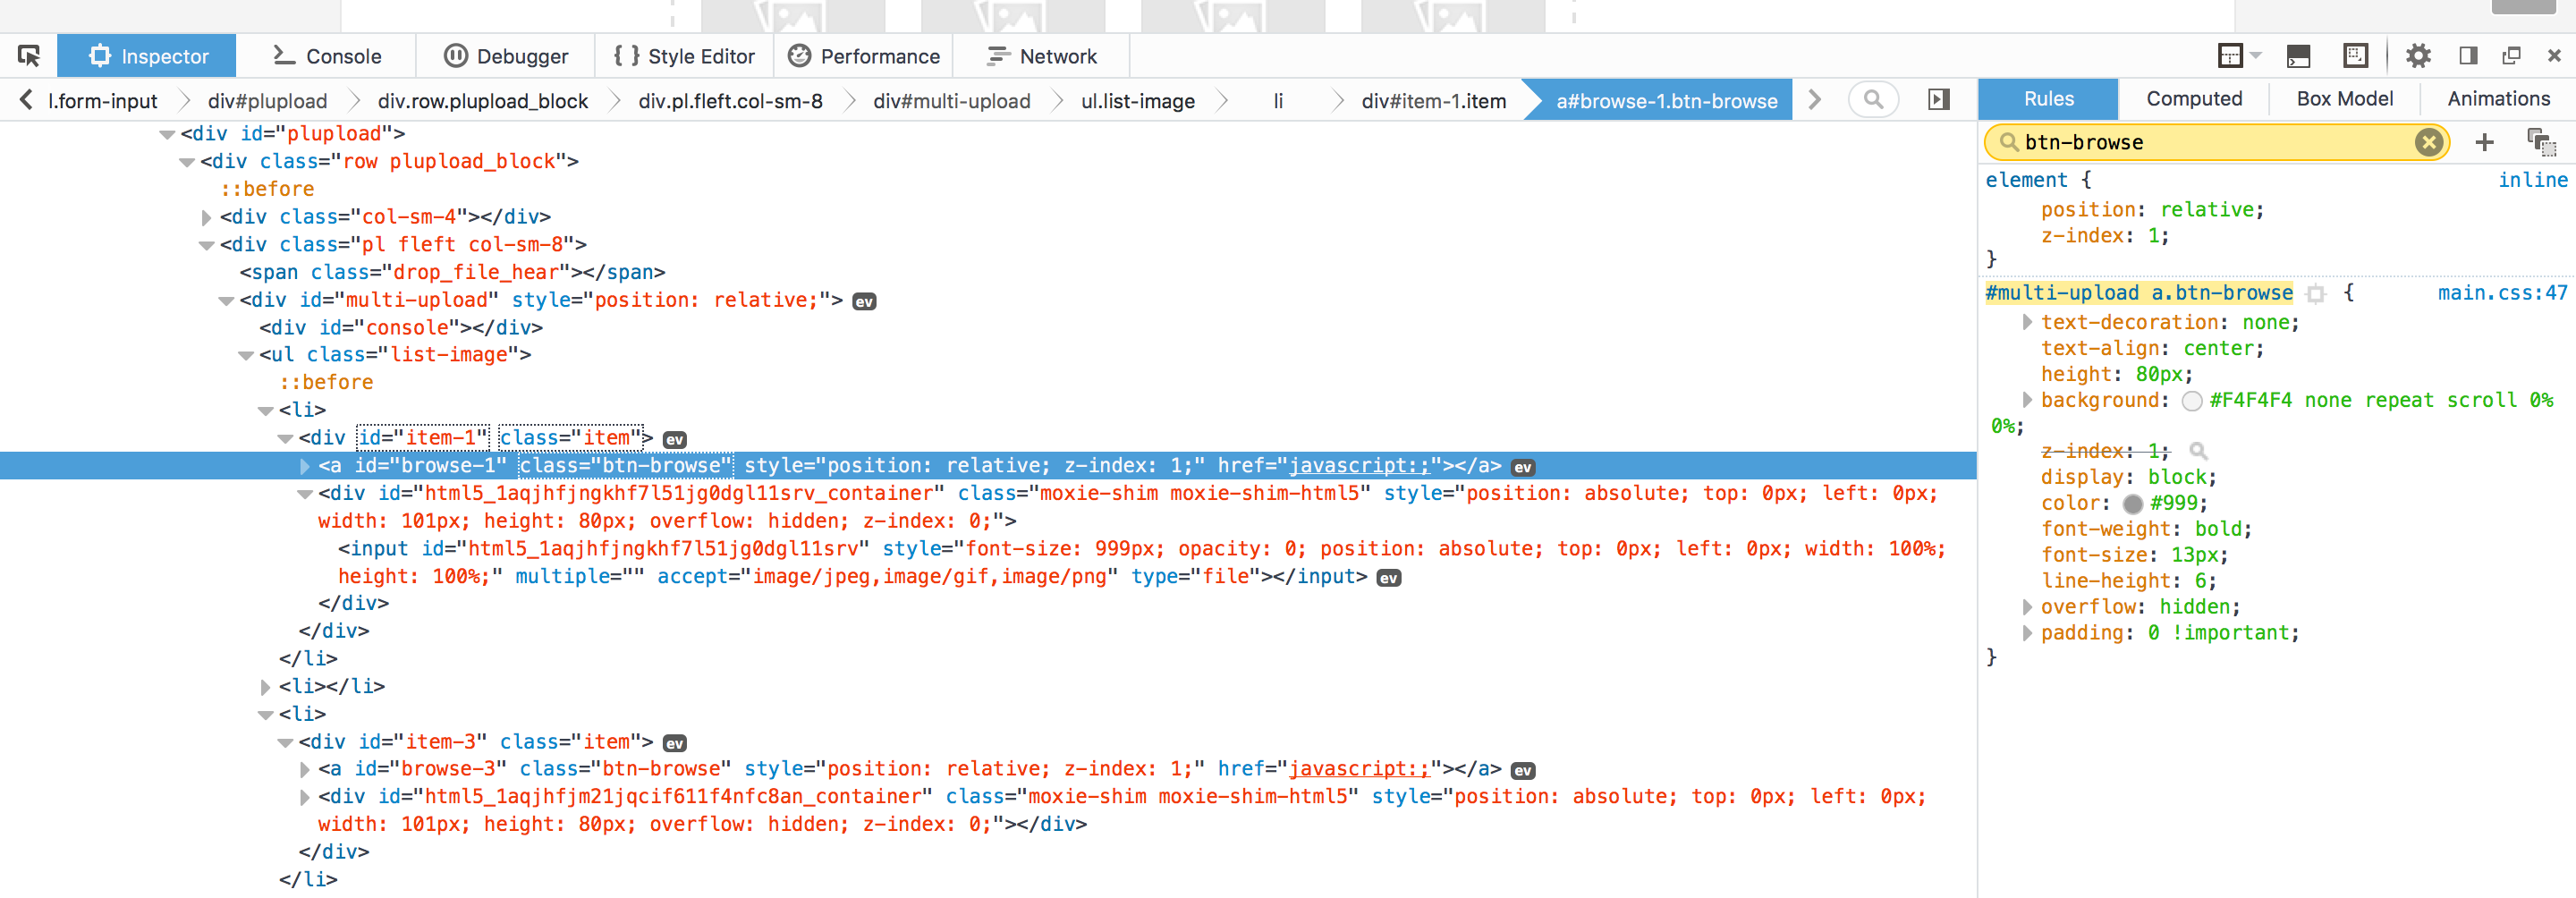 Inspector Console Debugger { } Style Editor Performance Network
l.form-input div#plupload div.row.plupload_block div.pl.fleft.col-sm-8 div#multi-upload ul.list-image li div#item-1.item a#browse-1.btn-browse
<div id="plupload">
<div class="row plupload_block">
::before
<div class="col-sm-4"></div>
<div class="pl fleft col-sm-8">
<span class="drop_file_hear"></span>
<div id="multi-upload" style="position: relative;"> ev
<div id="console"></div>
<ul class="list-image">
::before
<li>
<div id="item-1" class="item"> ev
<a id="browse-1" class="btn-browse" style="position: relative; z-index: 1;" href="javascript:;"></a> ev
<div id="html5_1aqjhfjngkhf7l51jg0dgl11srv_container" class="moxie-shim moxie-shim-html5" style="position: absolute; top: 0px; left: 0px;
width: 101px; height: 80px; overflow: hidden; z-index: 0;">
<input id="html5_1aqjhfjngkhf7l51jg0dgl11srv" style="font-size: 999px; opacity: 0; position: absolute; top: 0px; left: 0px; width: 100%;
height: 100%;" multiple="" accept="image/jpeg,image/gif,image/png" type="file"></input> ev
</div>
</div>
</li>
<li></li>
<li>
<div id="item-3" class="item"> ev
<a id="browse-3" class="btn-browse" style="position: relative; z-index: 1;" href="javascript:;"></a> ev
<div id="html5_1aqjhfjm21jqcif611f4nfc8an_container" class="moxie-shim moxie-shim-html5" style="position: absolute; top: 0px; left: 0px;
width: 101px; height: 80px; overflow: hidden; z-index: 0;"></div>
</div>
</li>
Rules Computed Box Model Animations
btn-browse
element { inline
position: relative;
z-index: 1;
}
#multi-upload a.btn-browse { main.css:47
text-decoration: none;
text-align: center;
height: 80px;
background: #F4F4F4 none repeat scroll 0%
0%;
z-index: 1;
display: block;
color: #999;
font-weight: bold;
font-size: 13px;
line-height: 6;
overflow: hidden;
padding: 0 !important;
}